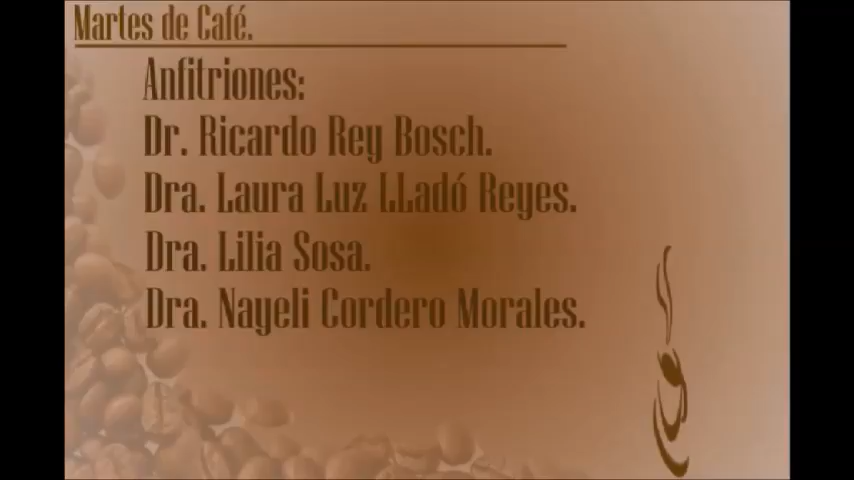 Martes de Café.
Anfitriones:
Dr. Ricardo Rey Bosch.
Dra. Laura Luz LLadó Reyes.
Dra. Lilia Sosa.
Dra. Nayeli Cordero Morales.